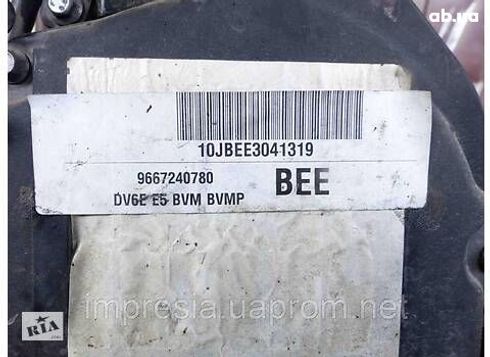 ab.ua
10JBEE3041319
9667240780
BEE
DV6E E5 BVM BVMP
impresia.uaprom.net
RIA
.com